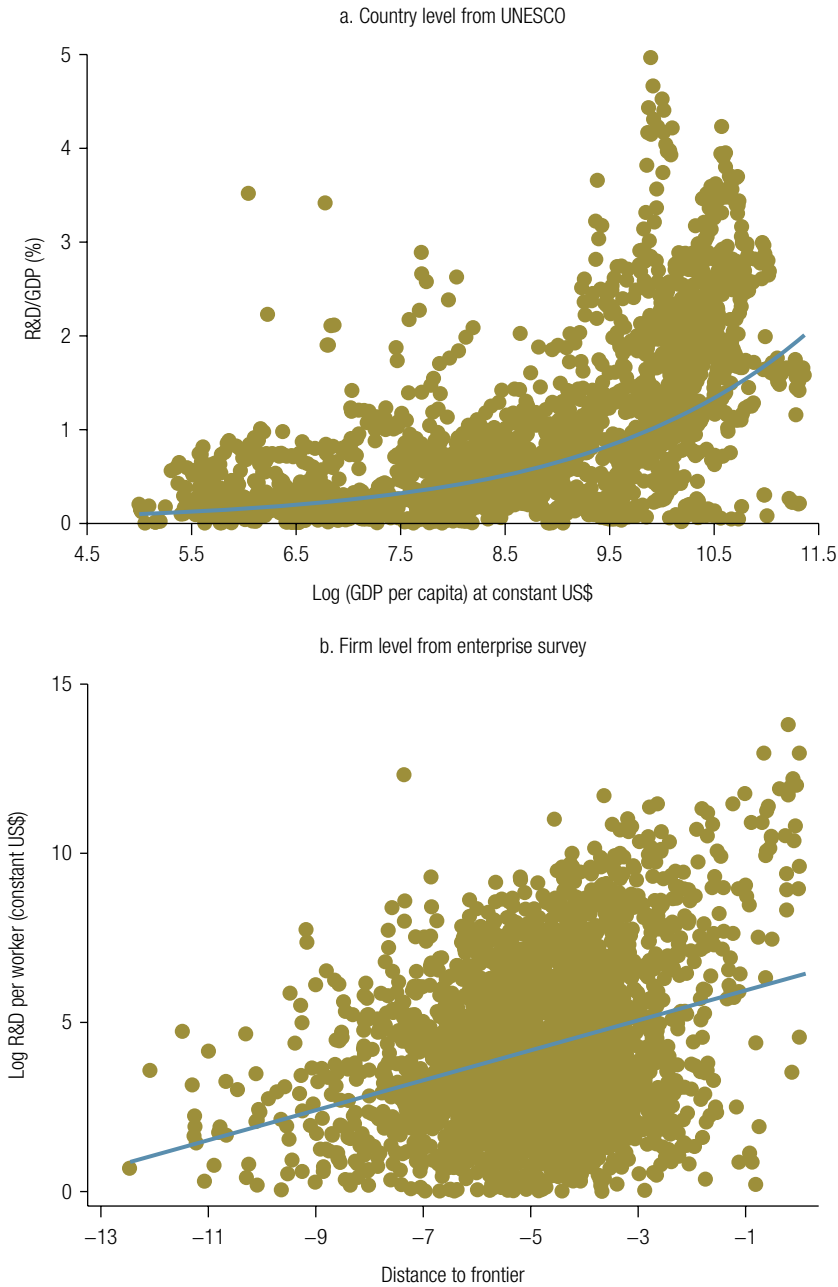 a. Country level from UNESCO
5
4
3
2
1
0
R&D/GDP (%)
4.5 5.5 6.5 7.5 8.5 9.5 10.5 11.5
Log (GDP per capita) at constant US$
b. Firm level from enterprise survey
15
10
5
0
Log R&D per worker (constant US$)
–13 –11 –9 –7 –5 –3 –1
Distance to frontier